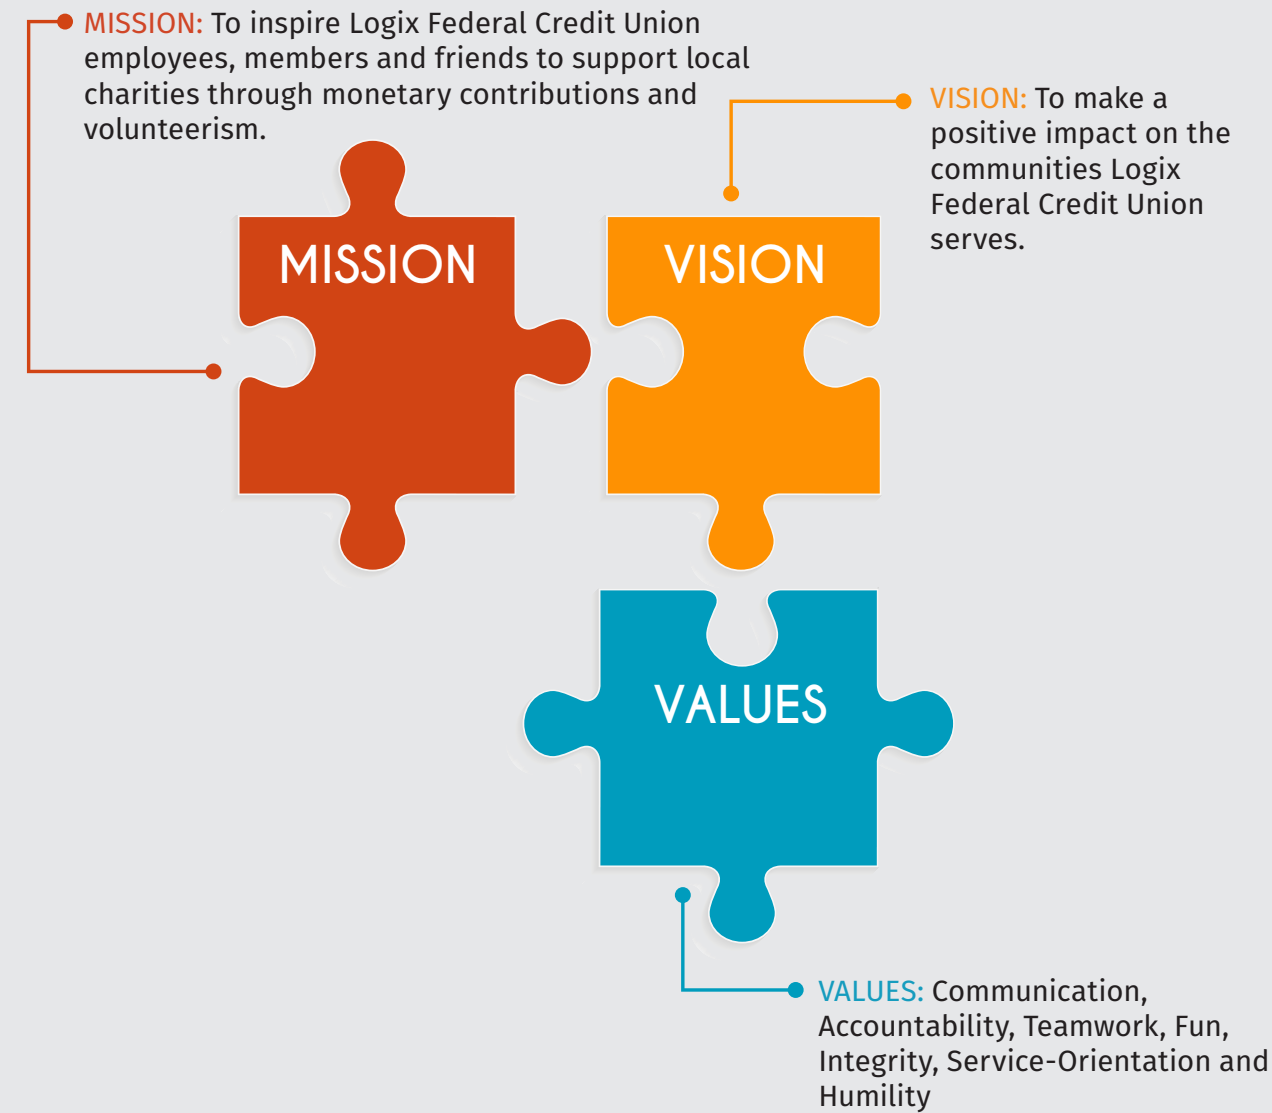 MISSION: To inspire Logix Federal Credit Union
employees, members and friends to support local
charities through monetary contributions and
volunteerism.
VISION: To make a
positive impact on the
communities Logix
Federal Credit Union
serves.
MISSION
VISION
VALUES
VALUES: Communication,
Accountability, Teamwork, Fun,
Integrity, Service-Orientation and
Humility